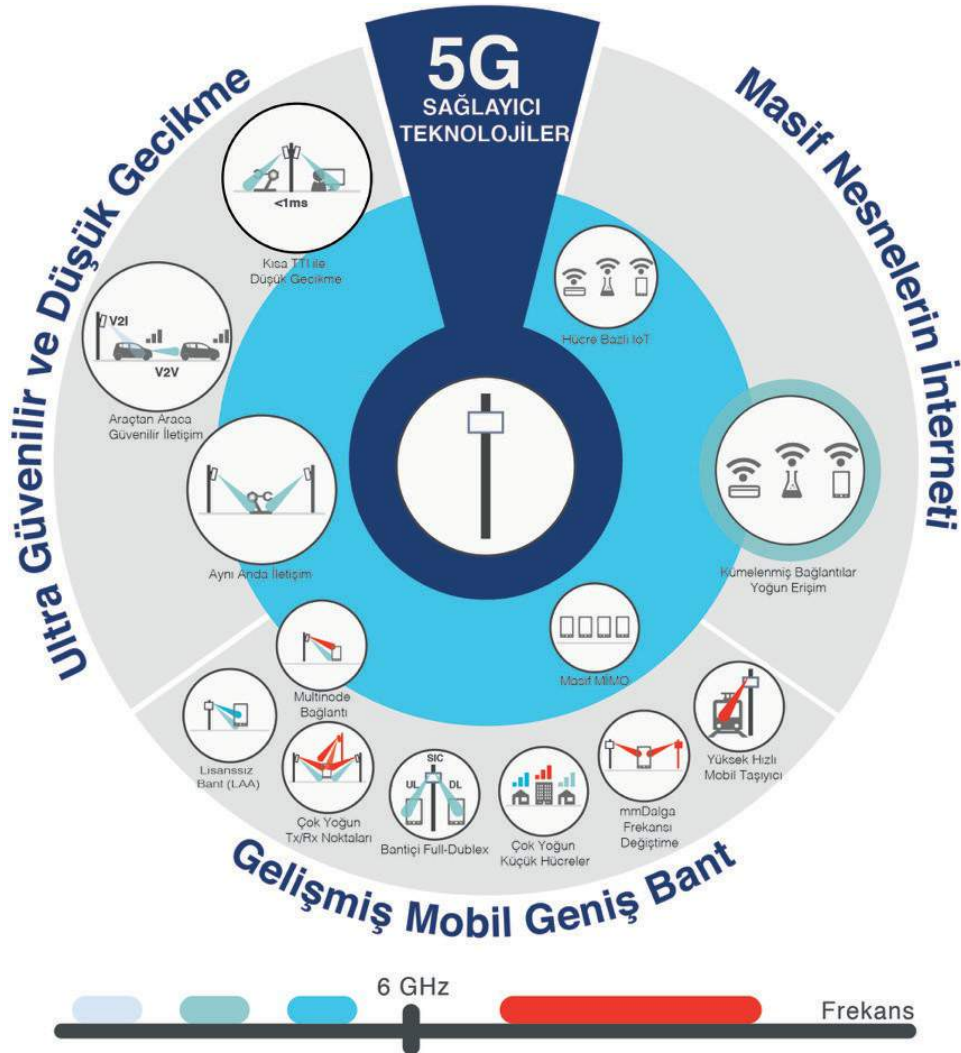 5G
SAĞLAYICI
TEKNOLOJİLER
Ultra Güvenilir ve Düşük Gecikme
Masif Nesnelerin İnterneti
Gelişmiş Mobil Geniş Bant
<1ms
Kısa TTI ile
Düşük Gecikme
V2I
V2V
Araçtan Araca
Güvenilir İletişim
Aynı Anda İletişim
Hücre Bazlı IoT
Kümelenmiş Bağlantılar
Yoğun Erişim
Multinode
Bağlantı
Masif MIMO
Lisanssız
Bant (LAA)
Çok Yoğun
Tx/Rx Noktaları
SIC
UL
DL
Bantiçi Full-Dublex
Çok Yoğun
Küçük Hücreler
mmDalga
Frekansı
Değiştime
Yüksek Hızlı
Mobil Taşıyıcı
6 GHz
Frekans